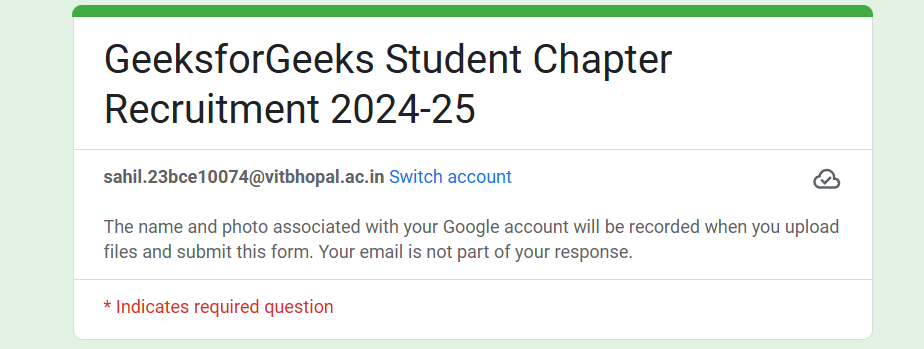 GeeksforGeeks Student Chapter
Recruitment 2024-25
sahil.23bce10074@vitbhopal.ac.in Switch account
The name and photo associated with your Google account will be recorded when you upload
files and submit this form. Your email is not part of your response.
* Indicates required question